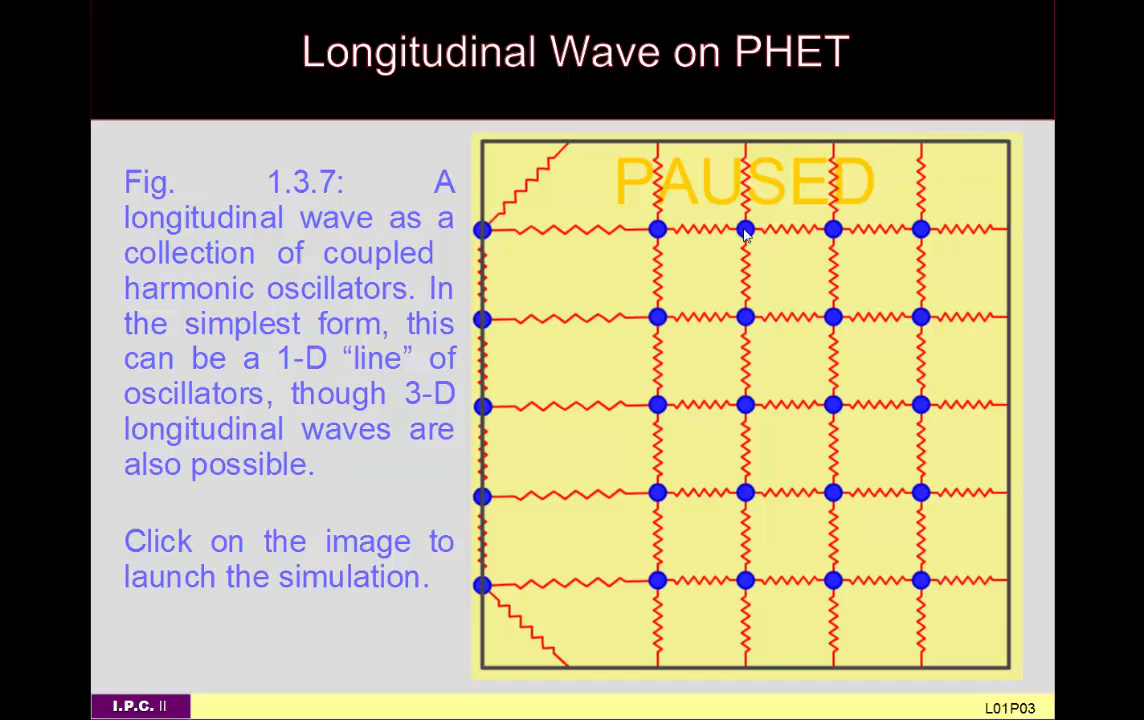 Longitudinal Wave on PHET
PAUSED
Fig. 1.3.7: A
longitudinal wave as a
collection of coupled
harmonic oscillators. In
the simplest form, this
can be a 1-D “line” of
oscillators, though 3-D
longitudinal waves are
also possible.
Click on the image to
launch the simulation.
I.P.C. II
L01P03